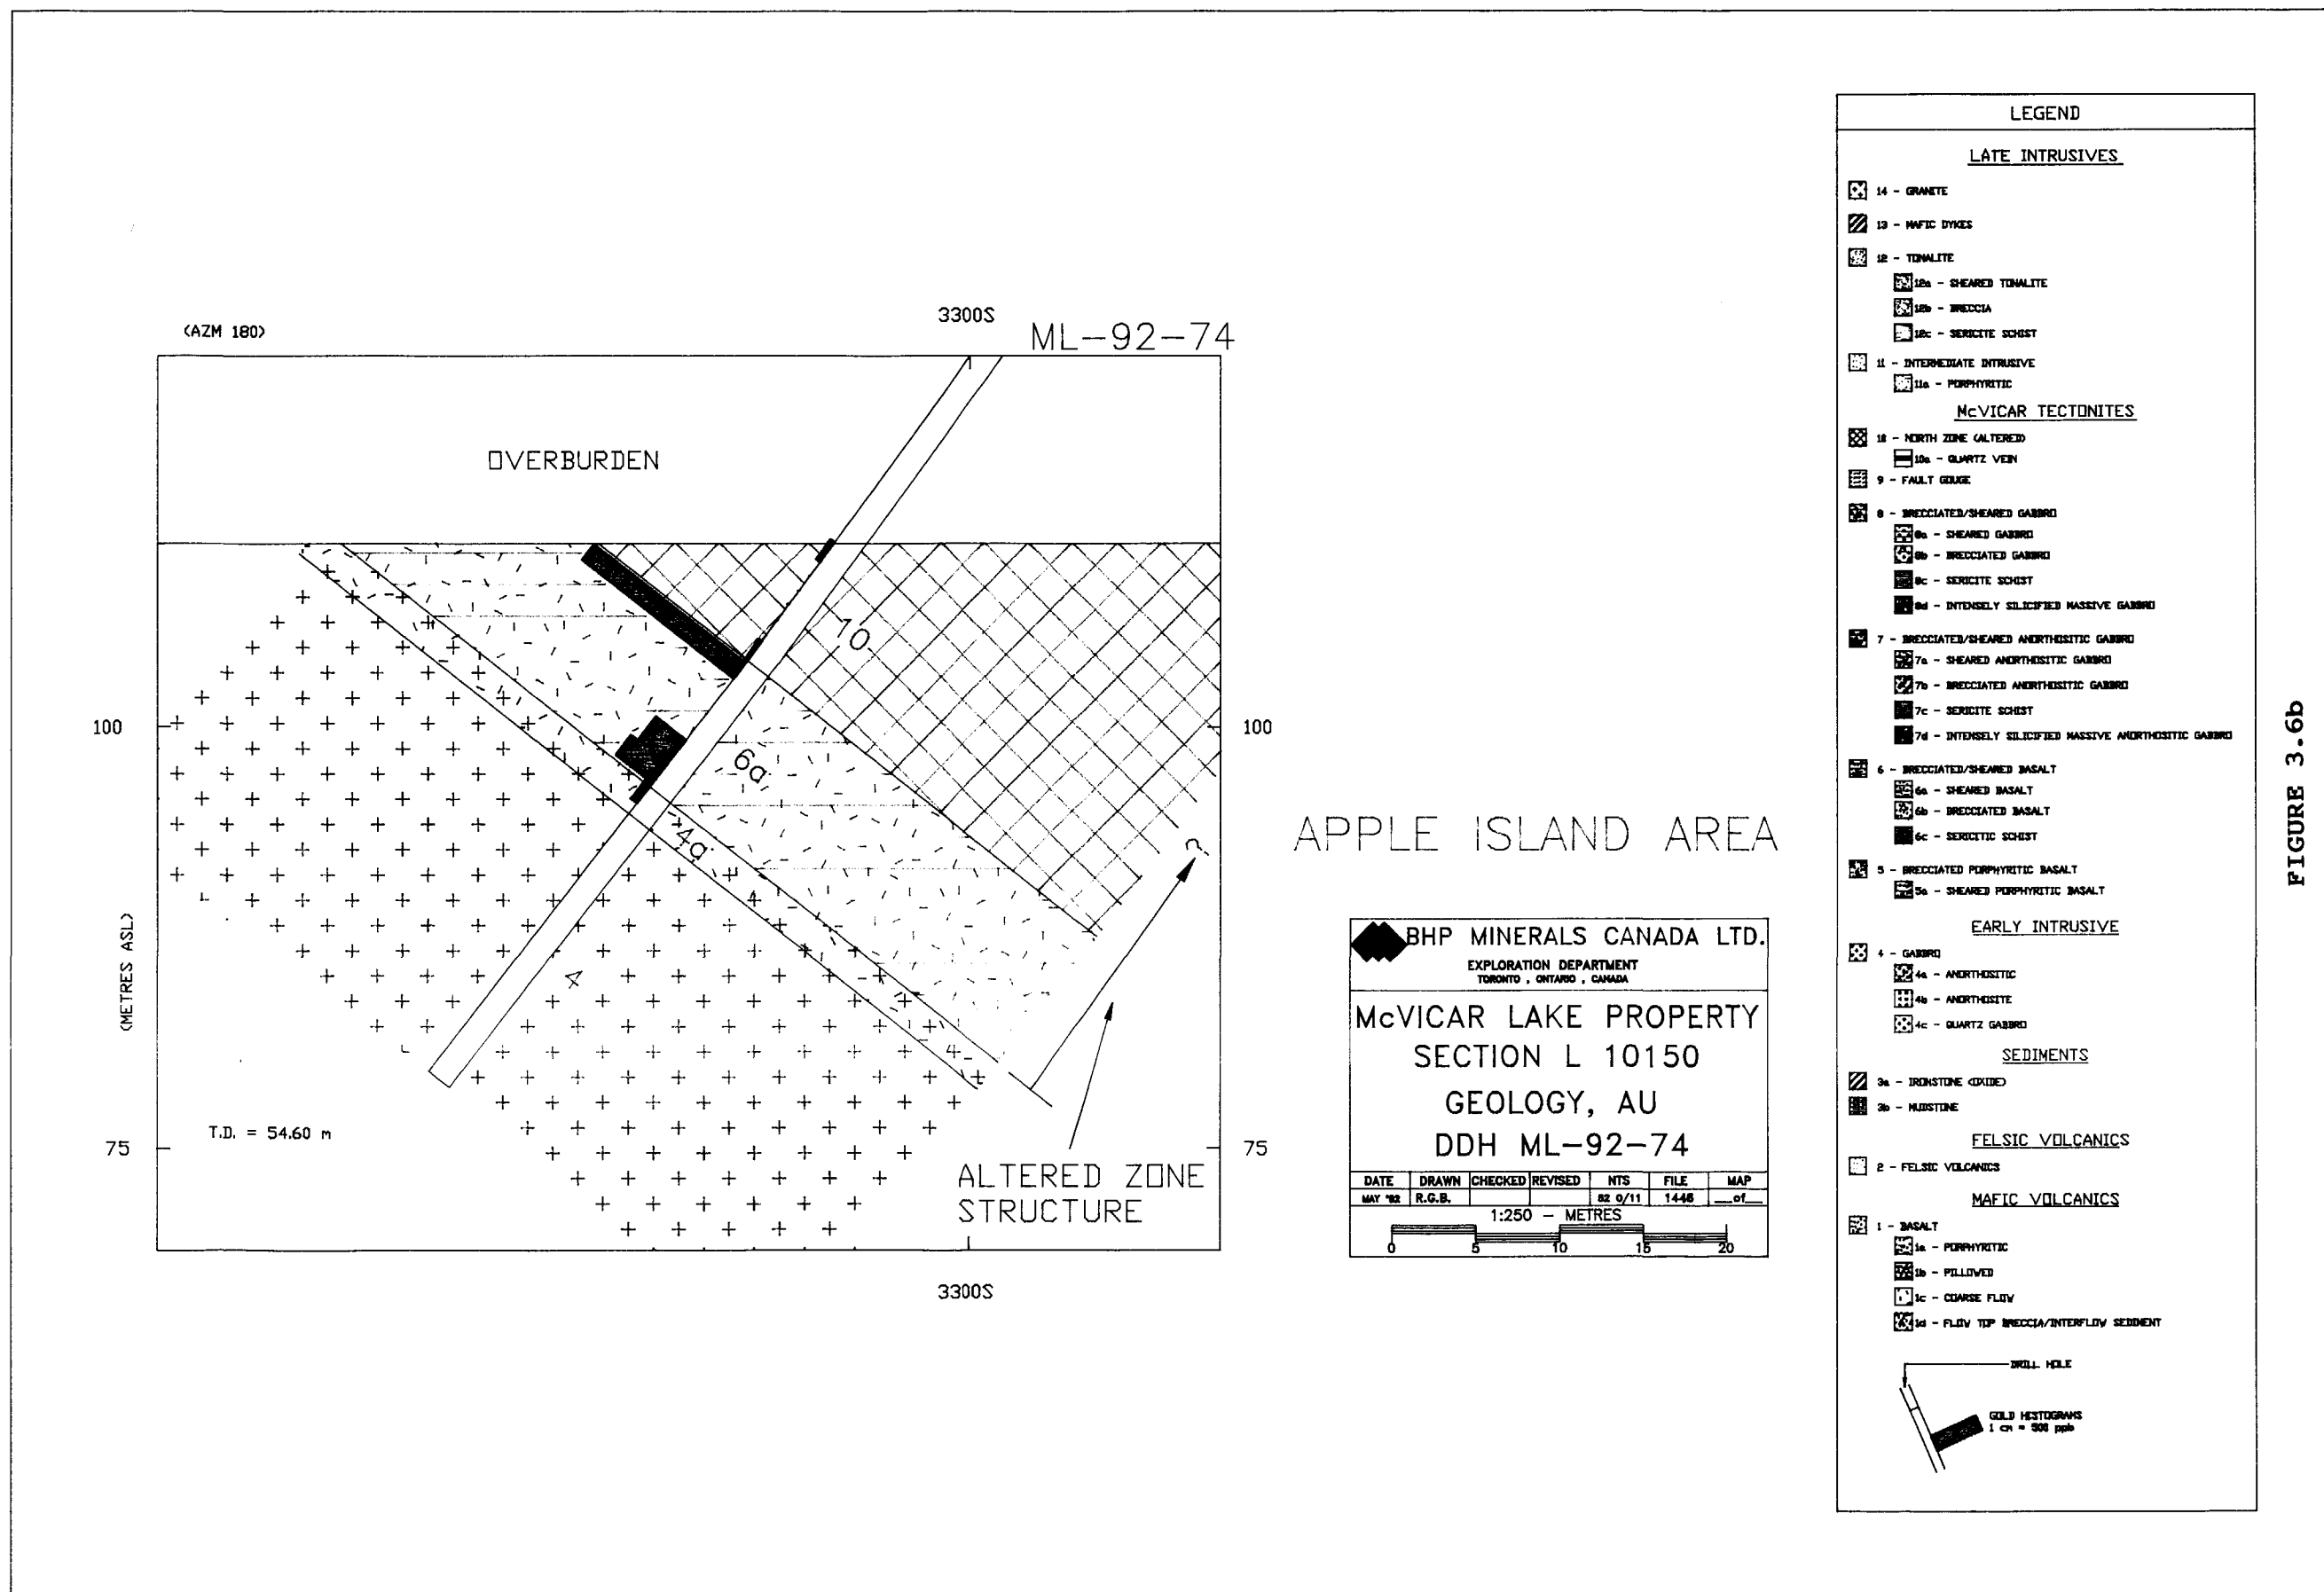 (AZM 180)
3300S
ML-92-74
OVERBURDEN
10
6a
4a
4
?
100
100
(METRES ASL)
75
75
T.D. = 54.60 m
ALTERED ZONE
STRUCTURE
3300S
APPLE ISLAND AREA
BHP MINERALS CANADA LTD.
EXPLORATION DEPARTMENT
TORONTO , ONTARIO , CANADA
McVICAR LAKE PROPERTY
SECTION L 10150
GEOLOGY, AU
DDH ML-92-74
DATE DRAWN CHECKED REVISED NTS FILE MAP
MAY '92 R.G.B. 52 O/11 1446 __of__
1:250 - METRES
0 5 10 15 20
LEGEND
LATE INTRUSIVES
14 - GRANITE
13 - MAFIC DYKES
12 - TONALITE
12a - SHEARED TONALITE
12b - BRECCIA
12c - SERICITE SCHIST
11 - INTERMEDIATE INTRUSIVE
11a - PORPHYRITIC
McVICAR TECTONITES
10 - NORTH ZONE (ALTERED)
10a - QUARTZ VEIN
9 - FAULT GOUGE
8 - BRECCIATED/SHEARED GABBRO
8a - SHEARED GABBRO
8b - BRECCIATED GABBRO
8c - SERICITE SCHIST
8d - INTENSELY SILICIFIED MASSIVE GABBRO
7 - BRECCIATED/SHEARED ANORTHOSITIC GABBRO
7a - SHEARED ANORTHOSITIC GABBRO
7b - BRECCIATED ANORTHOSITIC GABBRO
7c - SERICITE SCHIST
7d - INTENSELY SILICIFIED MASSIVE ANORTHOSITIC GABBRO
6 - BRECCIATED/SHEARED BASALT
6a - SHEARED BASALT
6b - BRECCIATED BASALT
6c - SERICITIC SCHIST
5 - BRECCIATED PORPHYRITIC BASALT
5a - SHEARED PORPHYRITIC BASALT
EARLY INTRUSIVE
4 - GABBRO
4a - ANORTHOSITIC
4b - ANORTHOSITE
4c - QUARTZ GABBRO
SEDIMENTS
3a - IRONSTONE (OXIDE)
3b - MUDSTONE
FELSIC VOLCANICS
2 - FELSIC VOLCANICS
MAFIC VOLCANICS
1 - BASALT
1a - PORPHYRITIC
1b - PILLOWED
1c - COARSE FLOW
1d - FLOW TOP BRECCIA/INTERFLOW SEDIMENT
DRILL HOLE
GOLD HISTOGRAMS
1 cm = 500 ppb
FIGURE 3.6b